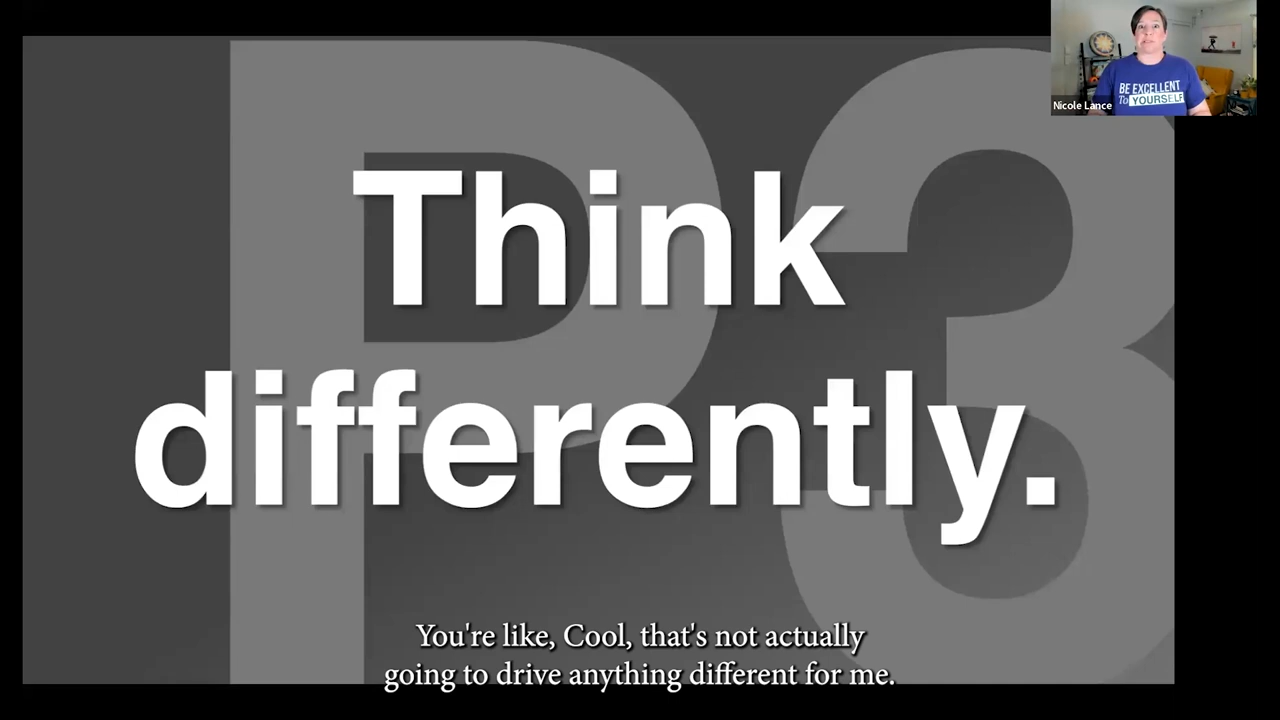 P3
Think
differently.
BE EXCELLENT
To YOURSELF
Nicole Lance
You're like, Cool, that's not actually
going to drive anything different for me.